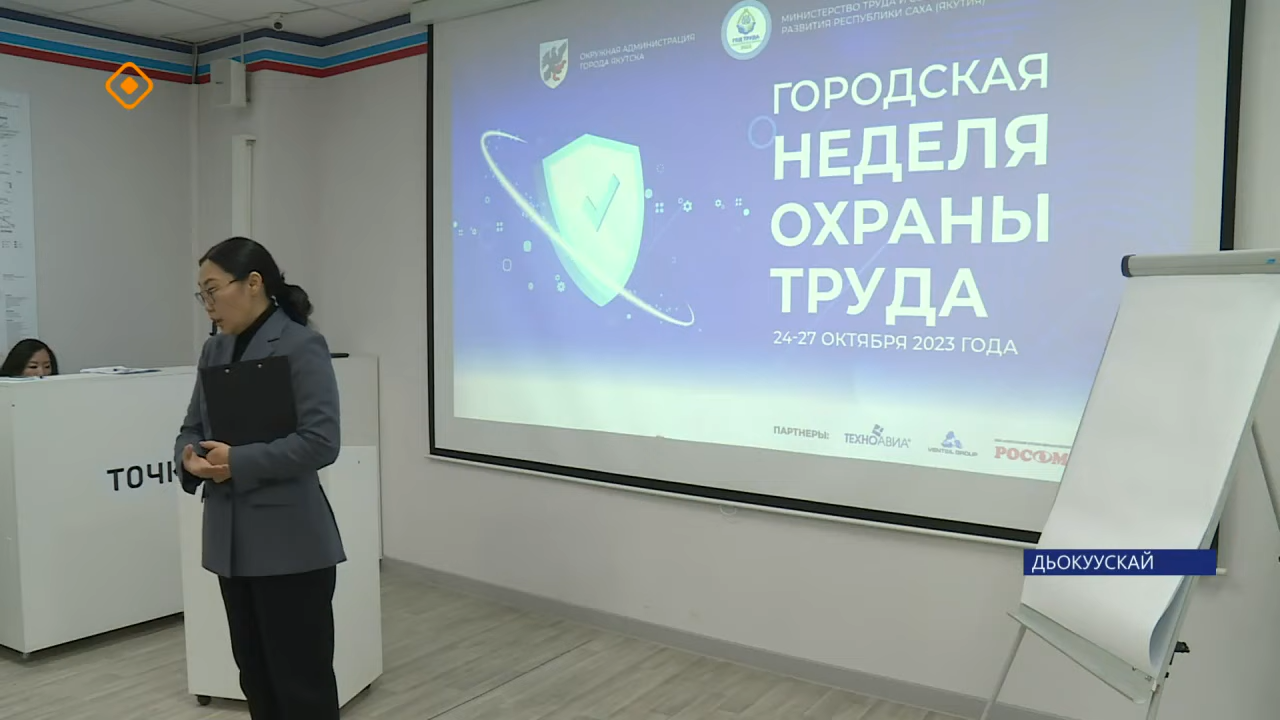 ОКРУЖНАЯ АДМИНИСТРАЦИЯ
ГОРОДА ЯКУТСКА
МИНИСТЕРСТВО ТРУДА И
РАЗВИТИЯ РЕСПУБЛИКИ САХА (ЯКУТИЯ)
ГОРОДСКАЯ
НЕДЕЛЯ
ОХРАНЫ
ТРУДА
24-27 ОКТЯБРЯ 2023 ГОДА
ПАРТНЕРЫ:
ТЕХНОАВИА
РОСОМ
ТОЧК
ДЬОКУУСКАЙ